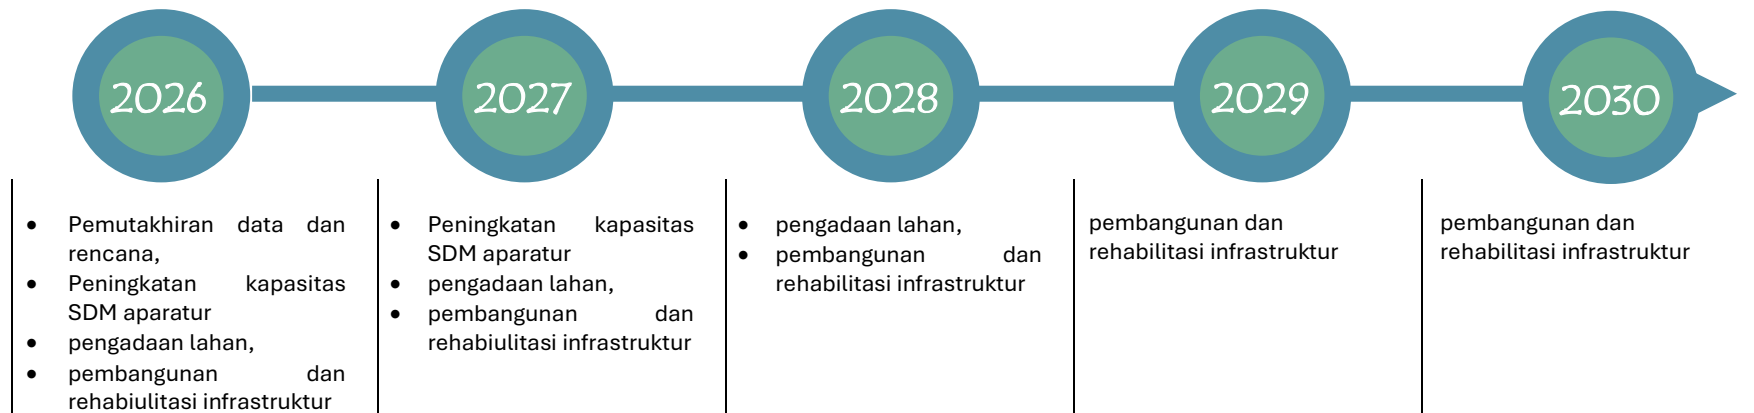 2026
2027
2028
2029
2030
• Pemutakhiran data dan
rencana,
• Peningkatan kapasitas
SDM aparatur
• pengadaan lahan,
• pembangunan dan
rehabiulitasi infrastruktur
• Peningkatan kapasitas
SDM aparatur
• pengadaan lahan,
• pembangunan dan
rehabiulitasi infrastruktur
• pengadaan lahan,
• pembangunan dan
rehabilitasi infrastruktur
pembangunan dan
rehabilitasi infrastruktur
pembangunan dan
rehabilitasi infrastruktur